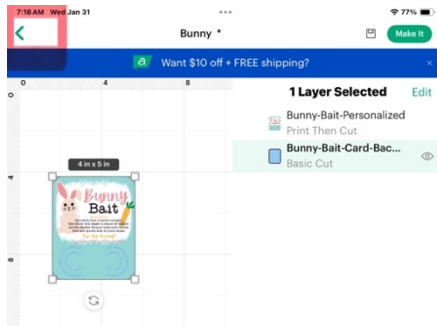 7:18 AM Wed Jan 31
77%
Bunny *
Make It
a Want $10 off + FREE shipping?
0 4 8
0
4
8
4 in x 5 in
Bunny
Bait
1 Layer Selected Edit
Bunny-Bait-Personalized
Print Then Cut
Bunny-Bait-Card-Bac...
Basic Cut